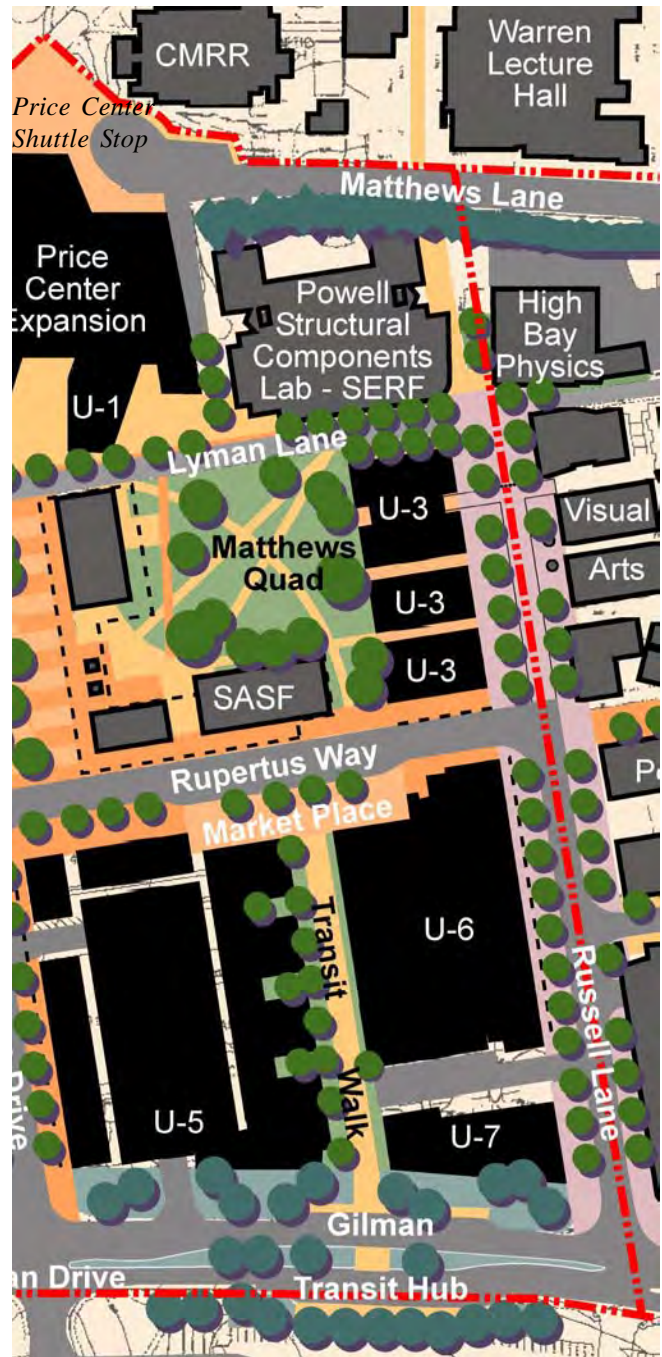 CMRR
Warren
Lecture
Hall
Price Center
Shuttle Stop
Matthews Lane
Price
Center
Expansion
Powell
Structural
Components
Lab - SERF
High
Bay
Physics
U-1
Lyman Lane
U-3
Visual
Matthews
Quad
Arts
U-3
U-3
SASF
Rupertus Way
Market Place
Transit
U-6
Russell Lane
Walk
Drive
U-5
U-7
Gilman
an Drive
Transit Hub